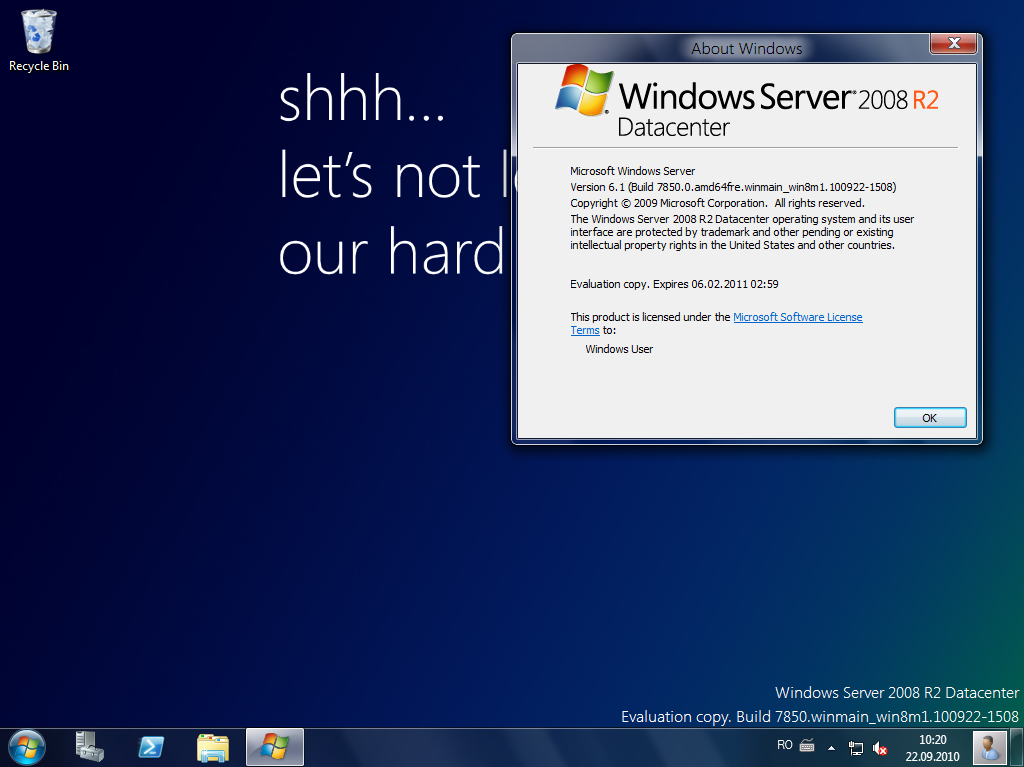 Recycle Bin
shhh...
let's not l
our hard
About Windows
Windows Server® 2008 R2
Datacenter
Microsoft Windows Server
Version 6.1 (Build 7850.0.amd64fre.winmain_win8m1.100922-1508)
Copyright © 2009 Microsoft Corporation. All rights reserved.
The Windows Server 2008 R2 Datacenter operating system and its user
interface are protected by trademark and other pending or existing
intellectual property rights in the United States and other countries.
Evaluation copy. Expires 06.02.2011 02:59
This product is licensed under the Microsoft Software License
Terms to:
Windows User
OK
Windows Server 2008 R2 Datacenter
Evaluation copy. Build 7850.winmain_win8m1.100922-1508
RO
10:20
22.09.2010